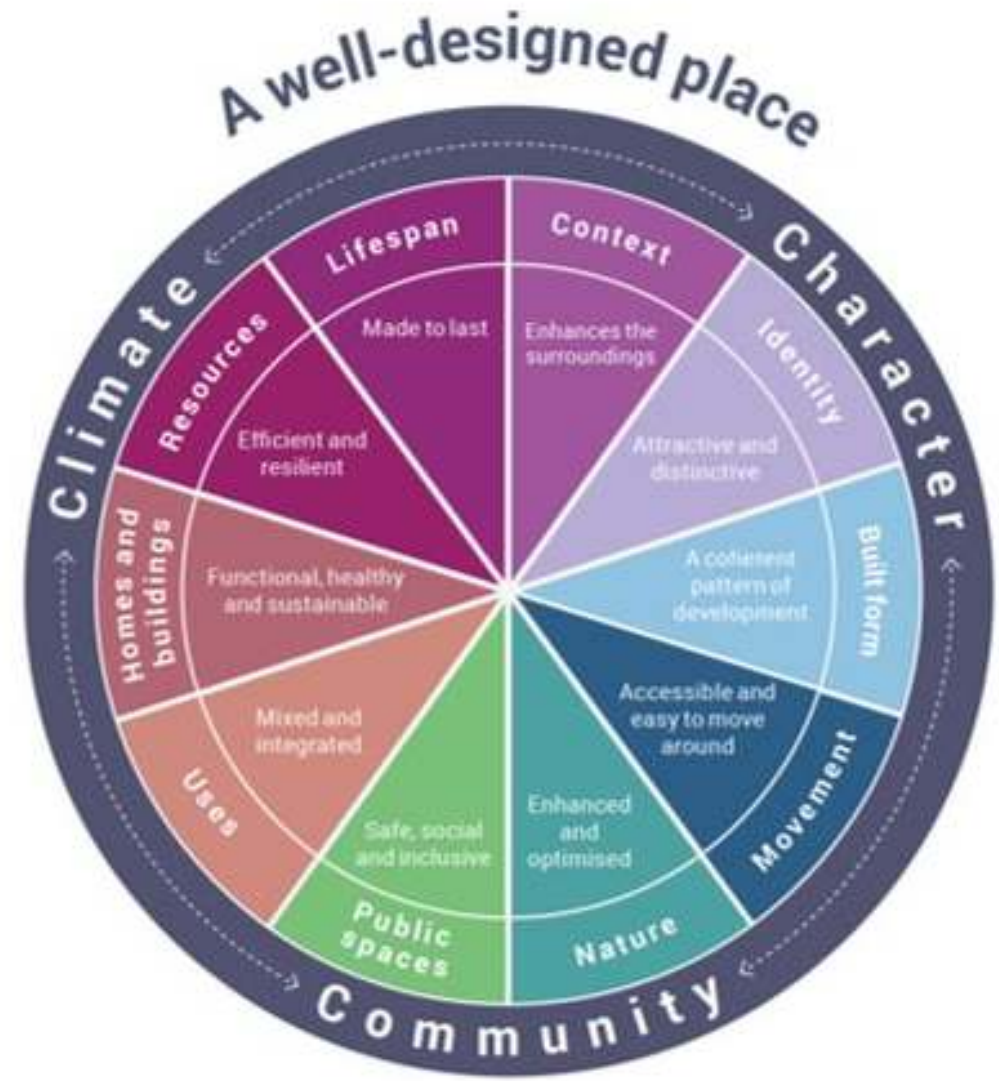 A well-designed place
Climate
Character
Community
Context
Enhances the
surroundings
Identity
Attractive and
distinctive
Built form
A coherent
pattern of
development
Movement
Accessible and
easy to move
around
Nature
Enhanced
and
optimised
Public
spaces
Safe, social
and inclusive
Uses
Mixed and
integrated
Homes and
buildings
Functional, healthy
and sustainable
Resources
Efficient and
resilient
Lifespan
Made to last